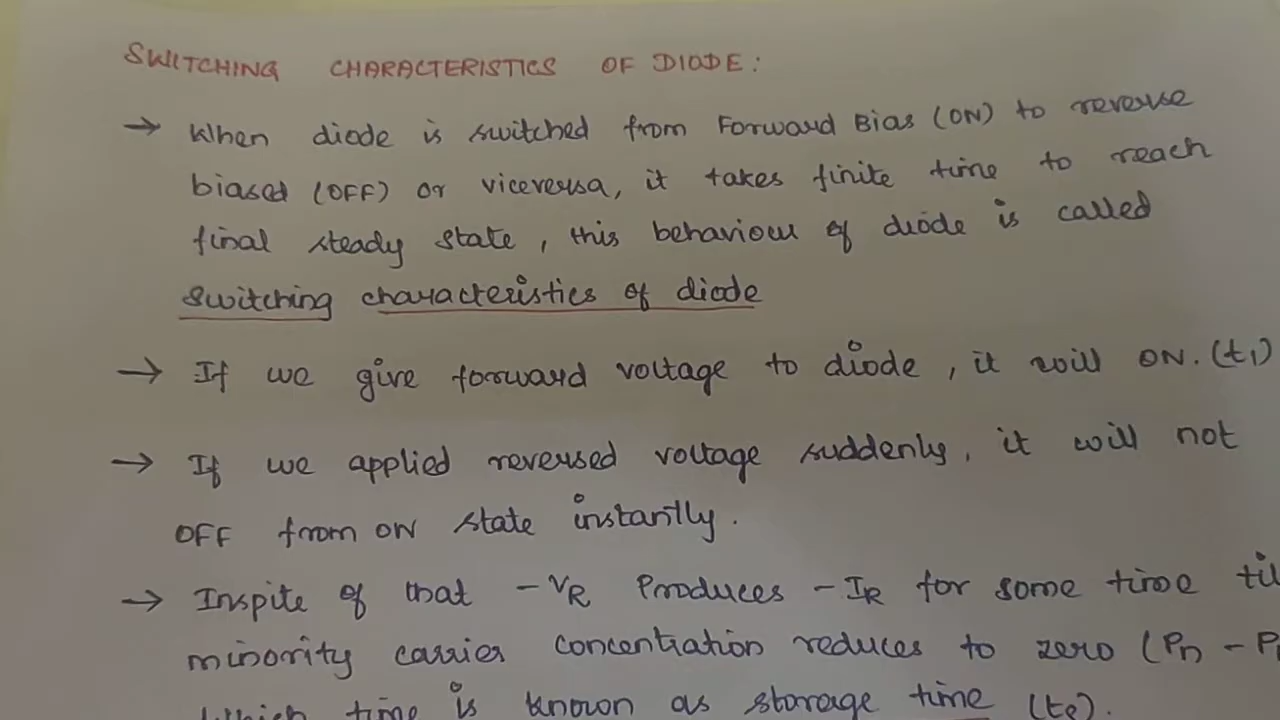 SWITCHING CHARACTERISTICS OF DIODE:
→ When diode is switched from Forward Bias (ON) to reverse
biased (OFF) or viceversa, it takes finite time to reach
final steady state, this behaviour of diode is called
switching characteristics of diode
→ If we give forward voltage to diode, it will ON. (t1)
→ If we applied reversed voltage suddenly, it will not
OFF from ON state instantly.
→ Inspite of that -VR Produces -IR for some time
minority carrier concentration reduces to zero (Pn -
which time is known as storage time